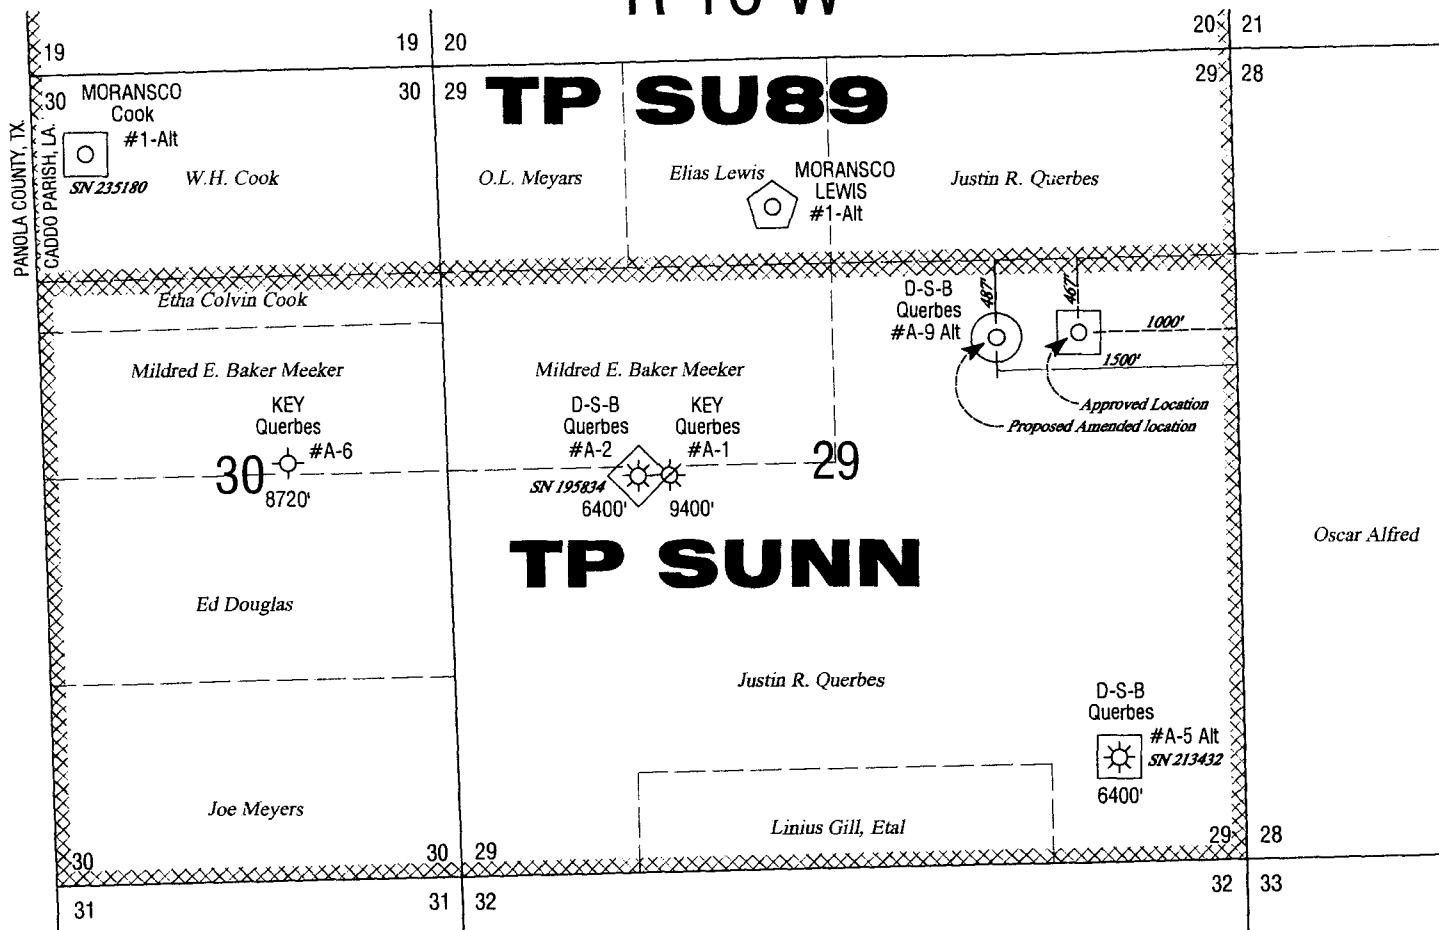 19
19
20
20
21
30
MORANSCO
Cook
#1-Alt
SN 235180
30
29
TP SU89
29
28
PANOLA COUNTY, TX.
CADDO PARISH, LA.
W.H. Cook
O.L. Meyars
Elias Lewis
MORANSCO
LEWIS
#1-Alt
Justin R. Querbes
Etha Colvin Cook
D-S-B
Querbes
#A-9 Alt
487'
467'
1000'
1500'
Approved Location
Proposed Amended location
Mildred E. Baker Meeker
Mildred E. Baker Meeker
KEY
Querbes
#A-6
30
8720'
D-S-B
Querbes
#A-2
SN 195834
6400'
KEY
Querbes
#A-1
9400'
29
TP SUNN
Oscar Alfred
Ed Douglas
Justin R. Querbes
D-S-B
Querbes
#A-5 Alt
SN 213432
6400'
Joe Meyers
Linius Gill, Etal
30
30
29
29
28
31
31
32
32
33